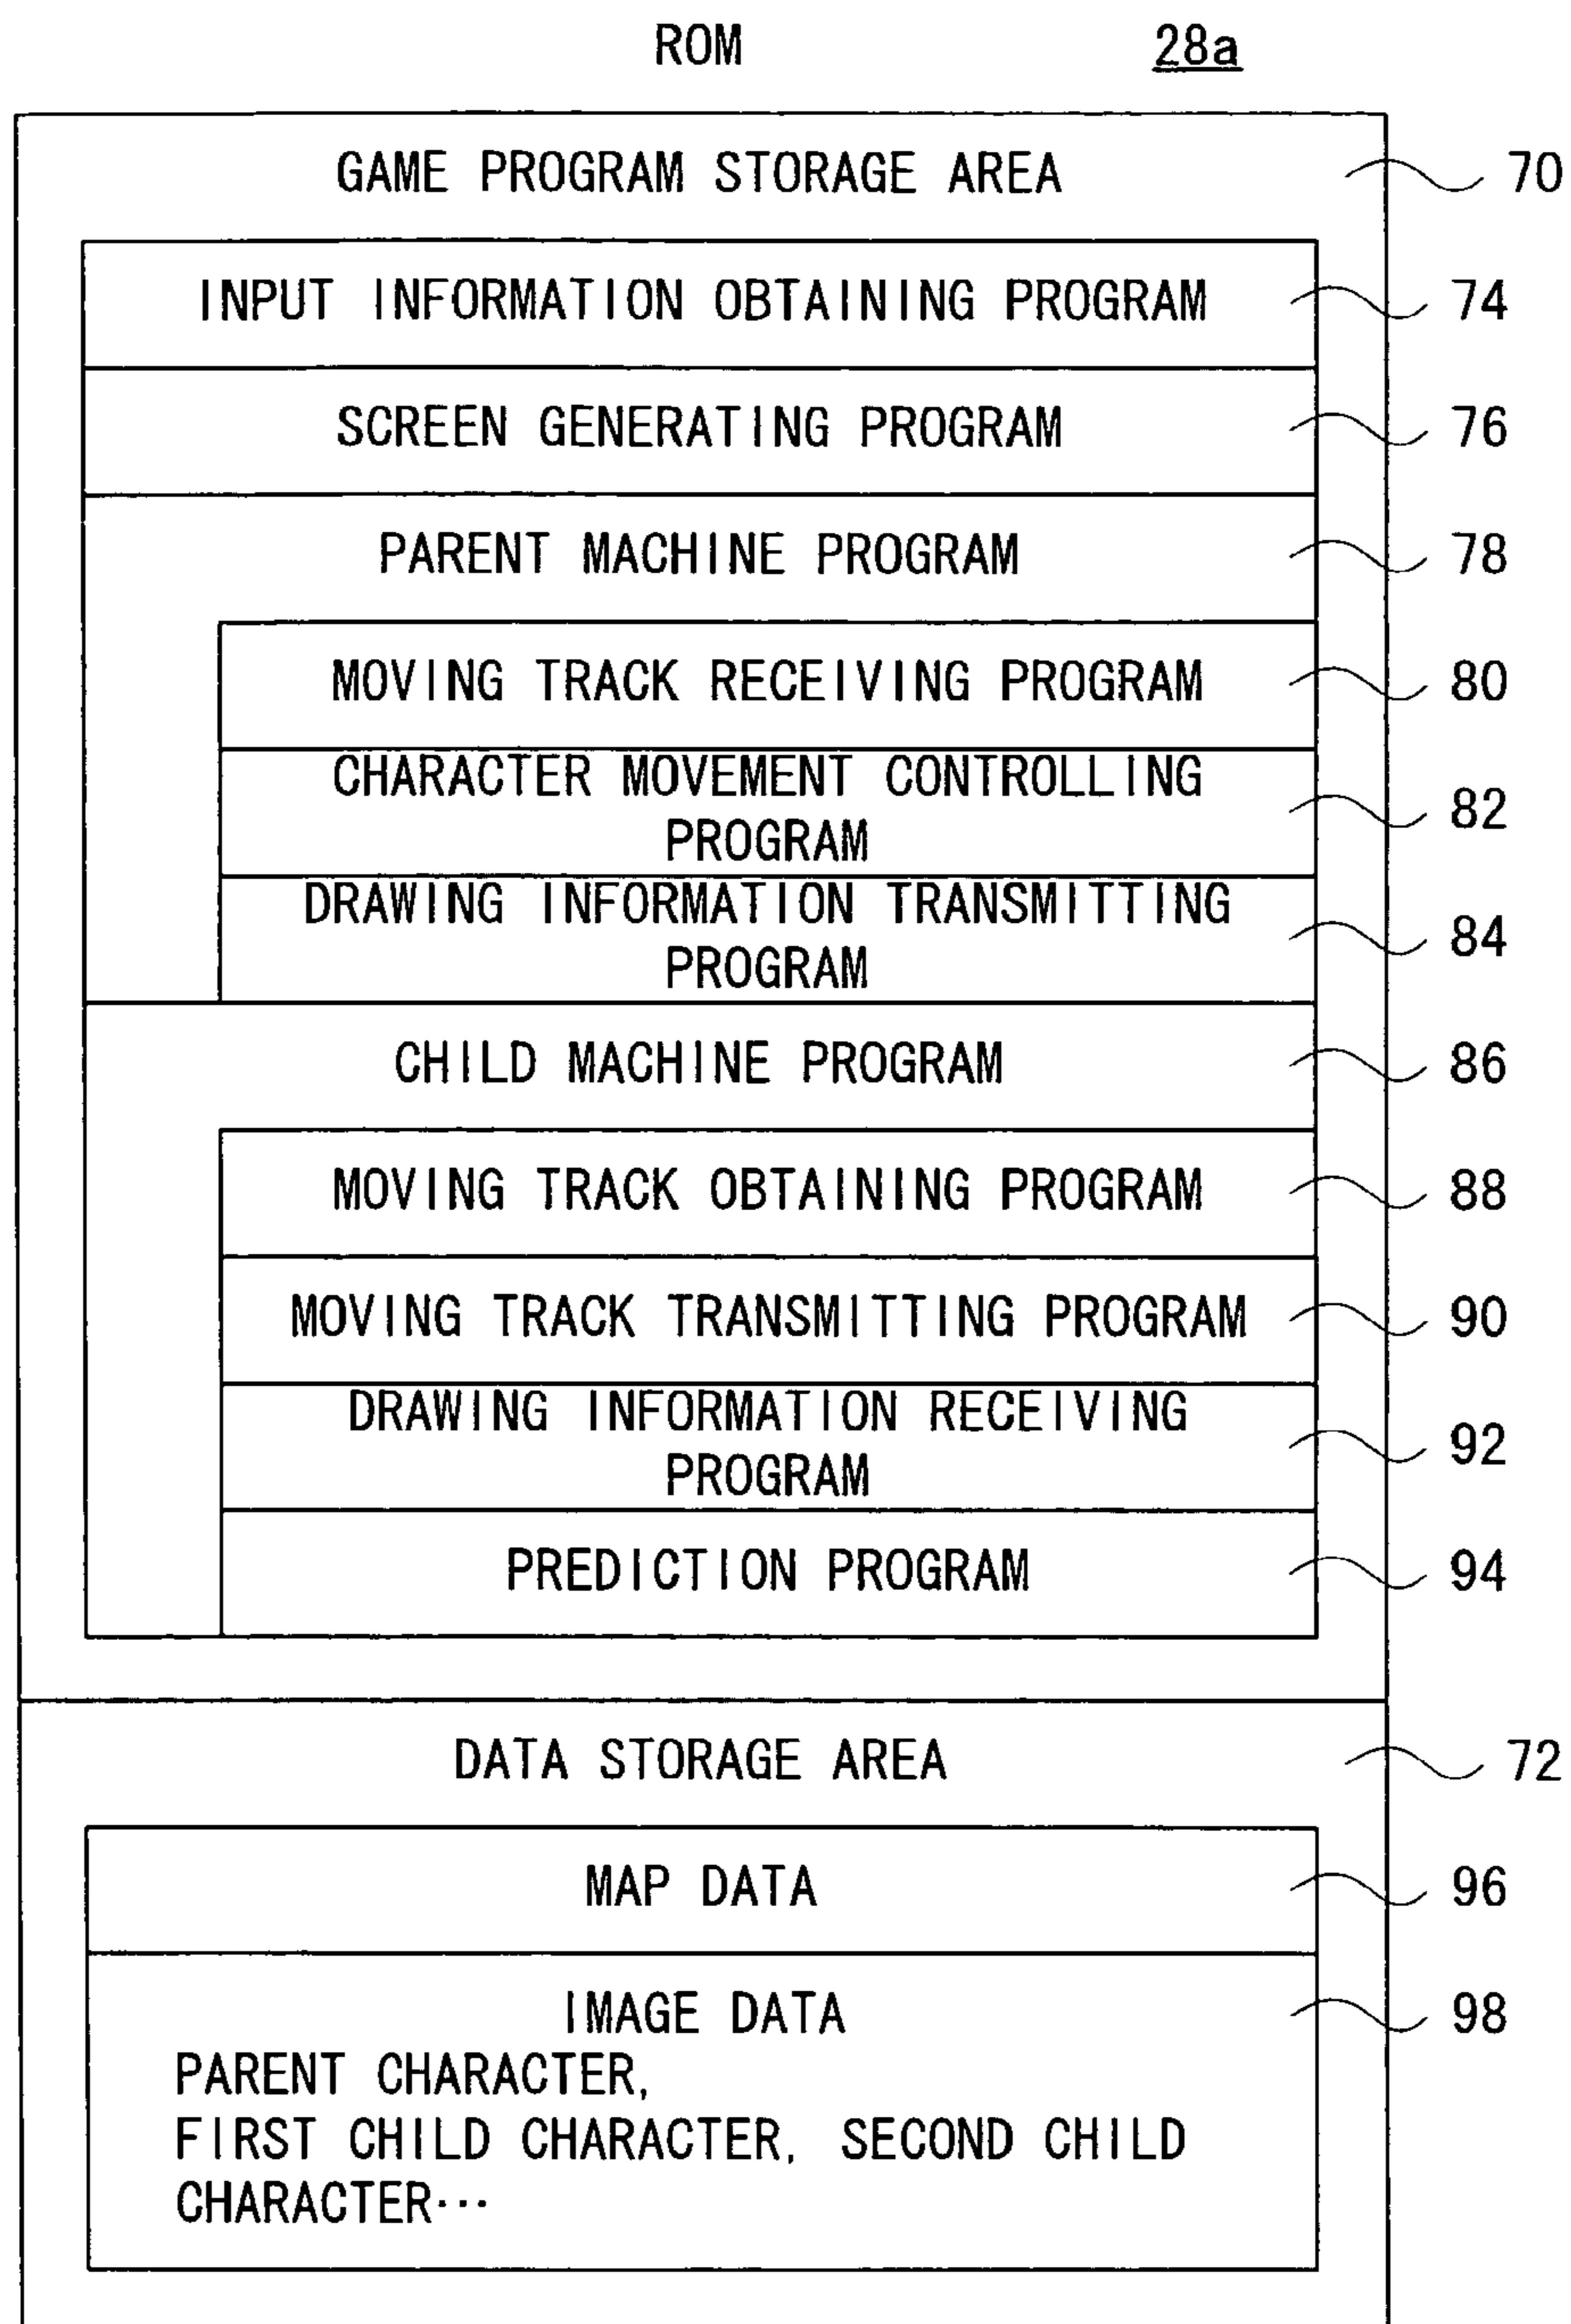 ROM 28a
GAME PROGRAM STORAGE AREA 70
INPUT INFORMATION OBTAINING PROGRAM 74
SCREEN GENERATING PROGRAM 76
PARENT MACHINE PROGRAM 78
MOVING TRACK RECEIVING PROGRAM 80
CHARACTER MOVEMENT CONTROLLING
PROGRAM 82
DRAWING INFORMATION TRANSMITTING
PROGRAM 84
CHILD MACHINE PROGRAM 86
MOVING TRACK OBTAINING PROGRAM 88
MOVING TRACK TRANSMITTING PROGRAM 90
DRAWING INFORMATION RECEIVING
PROGRAM 92
PREDICTION PROGRAM 94
DATA STORAGE AREA 72
MAP DATA 96
IMAGE DATA 98
PARENT CHARACTER,
FIRST CHILD CHARACTER, SECOND CHILD
CHARACTER···